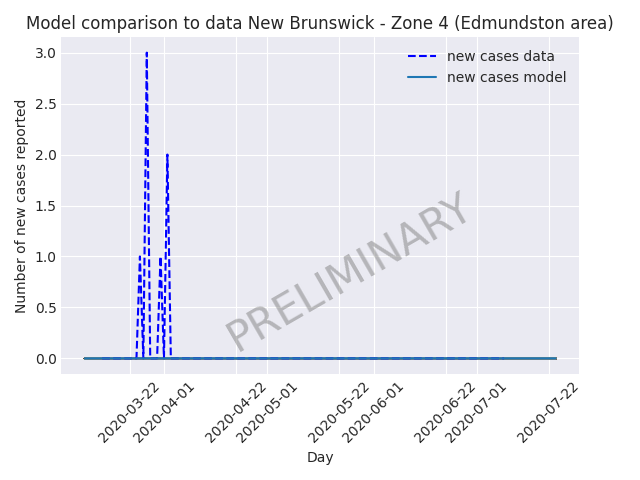 Model comparison to data New Brunswick - Zone 4 (Edmundston area)
new cases data
new cases model
Number of new cases reported
3.0
2.5
2.0
1.5
1.0
0.5
0.0
PRELIMINARY
2020-03-22
2020-04-01
2020-04-22
2020-05-01
2020-05-22
2020-06-01
2020-06-22
2020-07-01
2020-07-22
Day